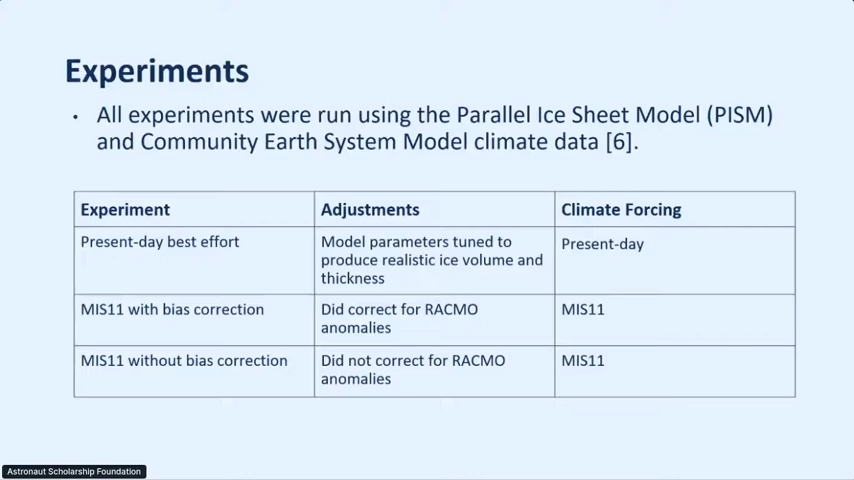 Experiments
• All experiments were run using the Parallel Ice Sheet Model (PISM)
and Community Earth System Model climate data [6].
Experiment Adjustments Climate Forcing
Present-day best effort Model parameters tuned to Present-day
produce realistic ice volume and
thickness
MIS11 with bias correction Did correct for RACMO MIS11
anomalies
MIS11 without bias correction Did not correct for RACMO MIS11
anomalies
Astronaut Scholarship Foundation